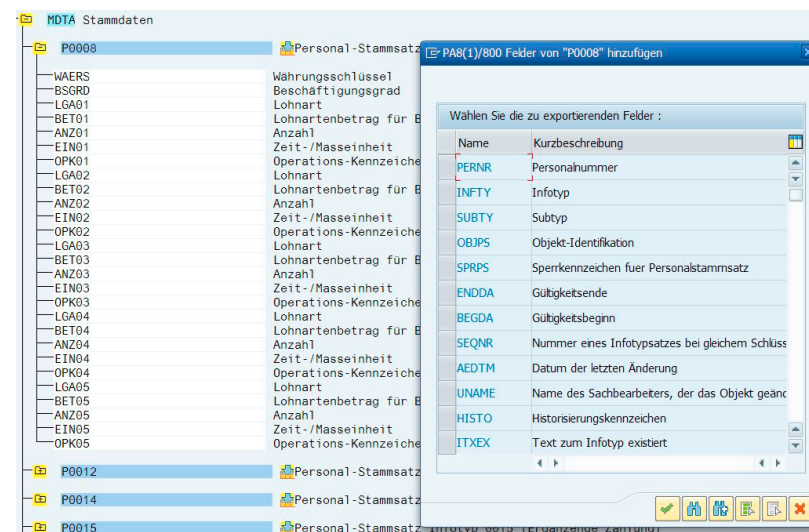 MDTA Stammdaten
P0008 Personal-Stammsatz
WAERS Währungsschlüssel
BSGRD Beschäftigungsgrad
LGA01 Lohnart
BET01 Lohnartenbetrag für B
ANZ01 Anzahl
EIN01 Zeit-/Masseinheit
OPK01 Operations-Kennzeiche
LGA02 Lohnart
BET02 Lohnartenbetrag für B
ANZ02 Anzahl
EIN02 Zeit-/Masseinheit
OPK02 Operations-Kennzeiche
LGA03 Lohnart
BET03 Lohnartenbetrag für B
ANZ03 Anzahl
EIN03 Zeit-/Masseinheit
OPK03 Operations-Kennzeiche
LGA04 Lohnart
BET04 Lohnartenbetrag für B
ANZ04 Anzahl
EIN04 Zeit-/Masseinheit
OPK04 Operations-Kennzeiche
LGA05 Lohnart
BET05 Lohnartenbetrag für B
ANZ05 Anzahl
EIN05 Zeit-/Masseinheit
OPK05 Operations-Kennzeiche
P0012 Personal-Stammsatz
P0014 Personal-Stammsatz
P0015 Personal-Stammsatz Infotyp 0015 (Ergänzende Zahlung)
PA8(1)/800 Felder von "P0008" hinzufügen
Wählen Sie die zu exportierenden Felder :
Name Kurzbeschreibung
PERNR Personalnummer
INFTY Infotyp
SUBTY Subtyp
OBJPS Objekt-Identifikation
SPRPS Sperrkennzeichen fuer Personalstammsatz
ENDDA Gültigkeitsende
BEGDA Gültigkeitsbeginn
SEQNR Nummer eines Infotypsatzes bei gleichem Schlüss
AEDTM Datum der letzten Änderung
UNAME Name des Sachbearbeiters, der das Objekt geänd
HISTO Historisierungskennzeichen
ITXEX Text zum Infotyp existiert